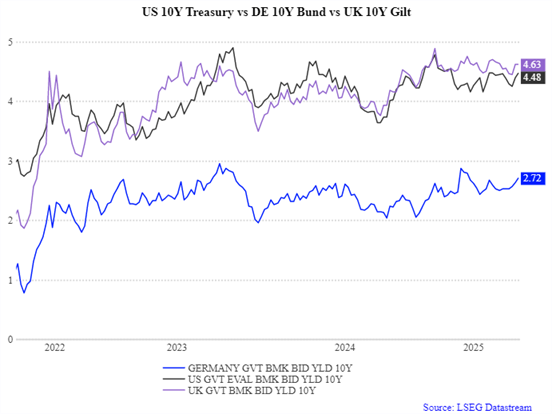 US 10Y Treasury vs DE 10Y Bund vs UK 10Y Gilt
5
4
3
2
1
0
4.63
4.48
2.72
2022 2023 2024 2025
GERMANY GVT BMK BID YLD 10Y
US GVT EVAL BMK BID YLD 10Y
UK GVT BMK BID YLD 10Y
Source: LSEG Datastream